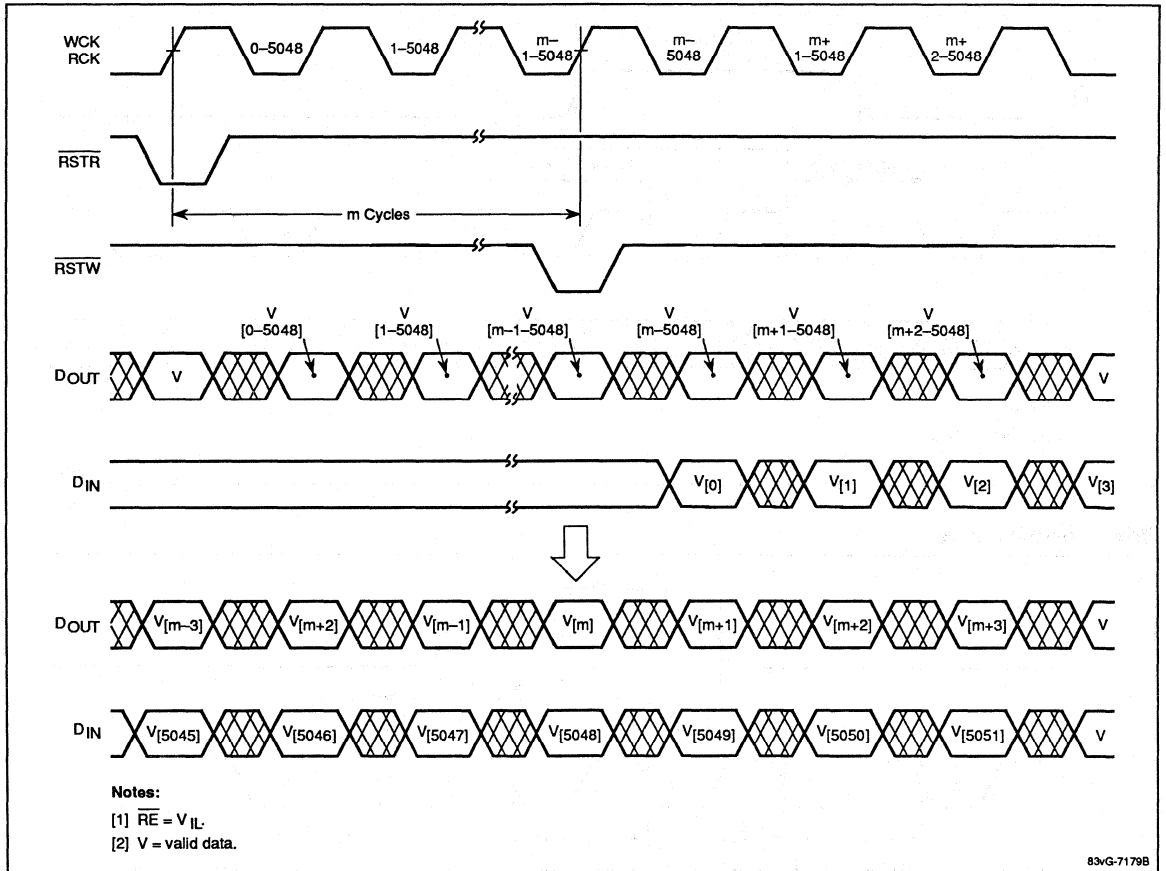 WCK
RCK
0–5048
1–5048
m–
1–5048
m–
5048
m+
1–5048
m+
2–5048
RSTR
m Cycles
RSTW
V
[0–5048]
V
[1–5048]
V
[m–1–5048]
V
[m–5048]
V
[m+1–5048]
V
[m+2–5048]
DOUT
V
V
DIN
V[0]
V[1]
V[2]
V[3]
DOUT
V[m–3]
V[m+2]
V[m–1]
V[m]
V[m+1]
V[m+2]
V[m+3]
V
DIN
V[5045]
V[5046]
V[5047]
V[5048]
V[5049]
V[5050]
V[5051]
V
Notes:
[1] RE = VIL.
[2] V = valid data.
83vG-7179B